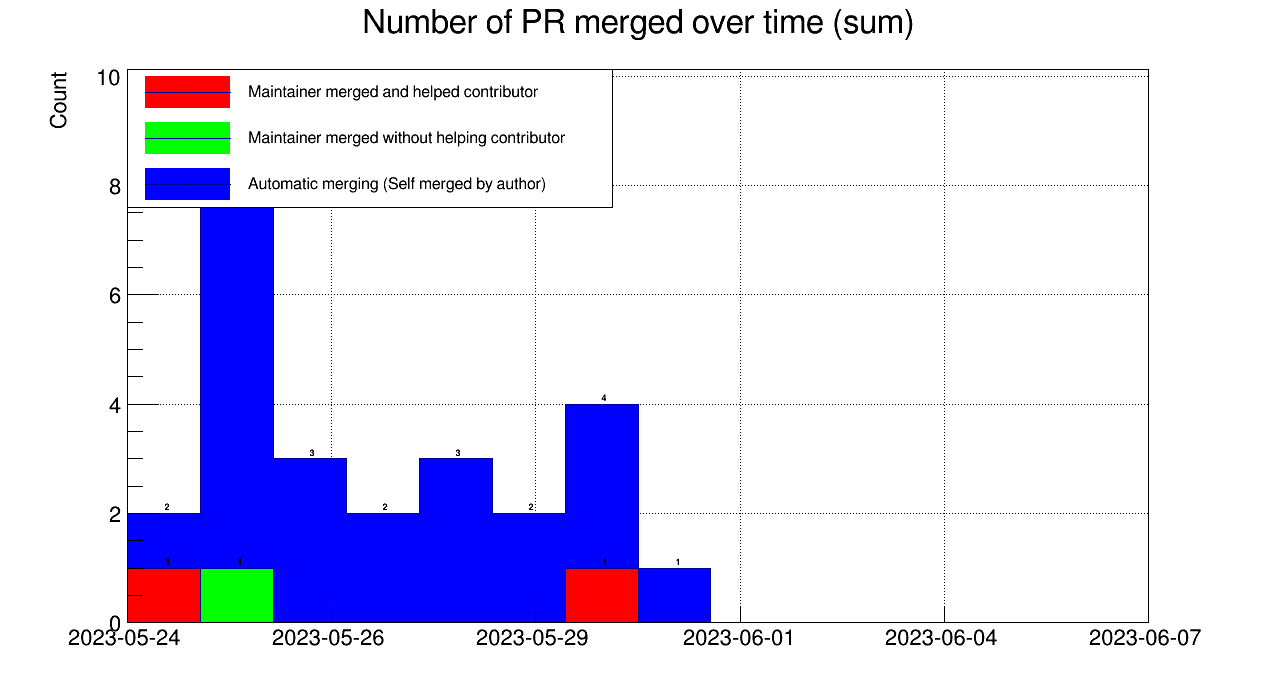 Number of PR merged over time (sum)
Count
10
8
6
4
2
0
Maintainer merged and helped contributor
Maintainer merged without helping contributor
Automatic merging (Self merged by author)
2
3
2
3
2
4
1
1
1
1
2023-05-24 2023-05-26 2023-05-29 2023-06-01 2023-06-04 2023-06-07